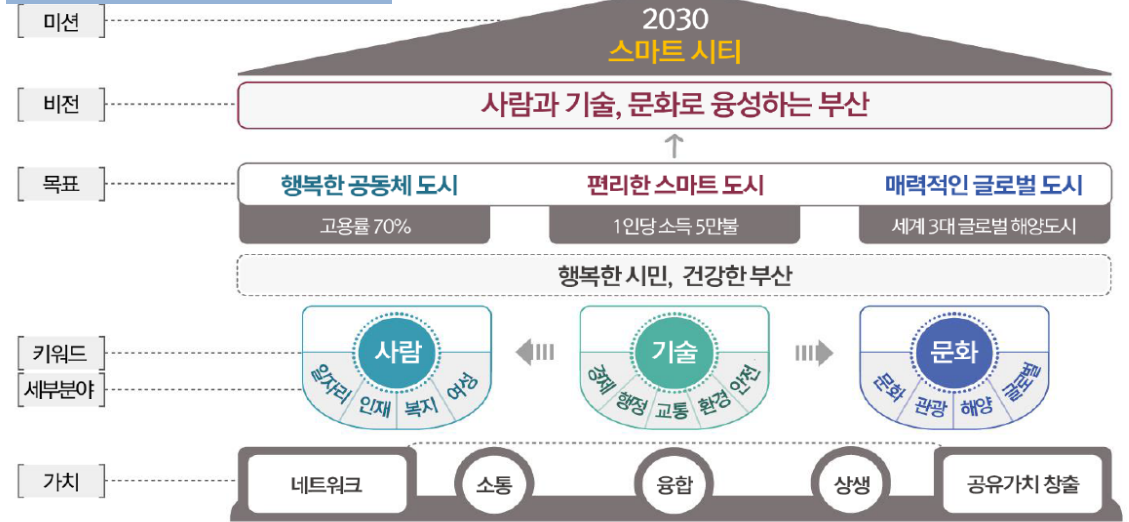 미션
2030
스마트 시티
비전
사람과 기술, 문화로 융성하는 부산
목표
행복한 공동체 도시
편리한 스마트 도시
매력적인 글로벌 도시
고용률 70%
1인당 소득 5만불
세계 3대 글로벌 해양도시
행복한 시민, 건강한 부산
키워드
사람
기술
문화
세부분야
일자리
인재
복지
여성
경제
행정
교통
환경
안전
문화
관광
해양
글로벌
가치
네트워크
소통
융합
상생
공유가치 창출